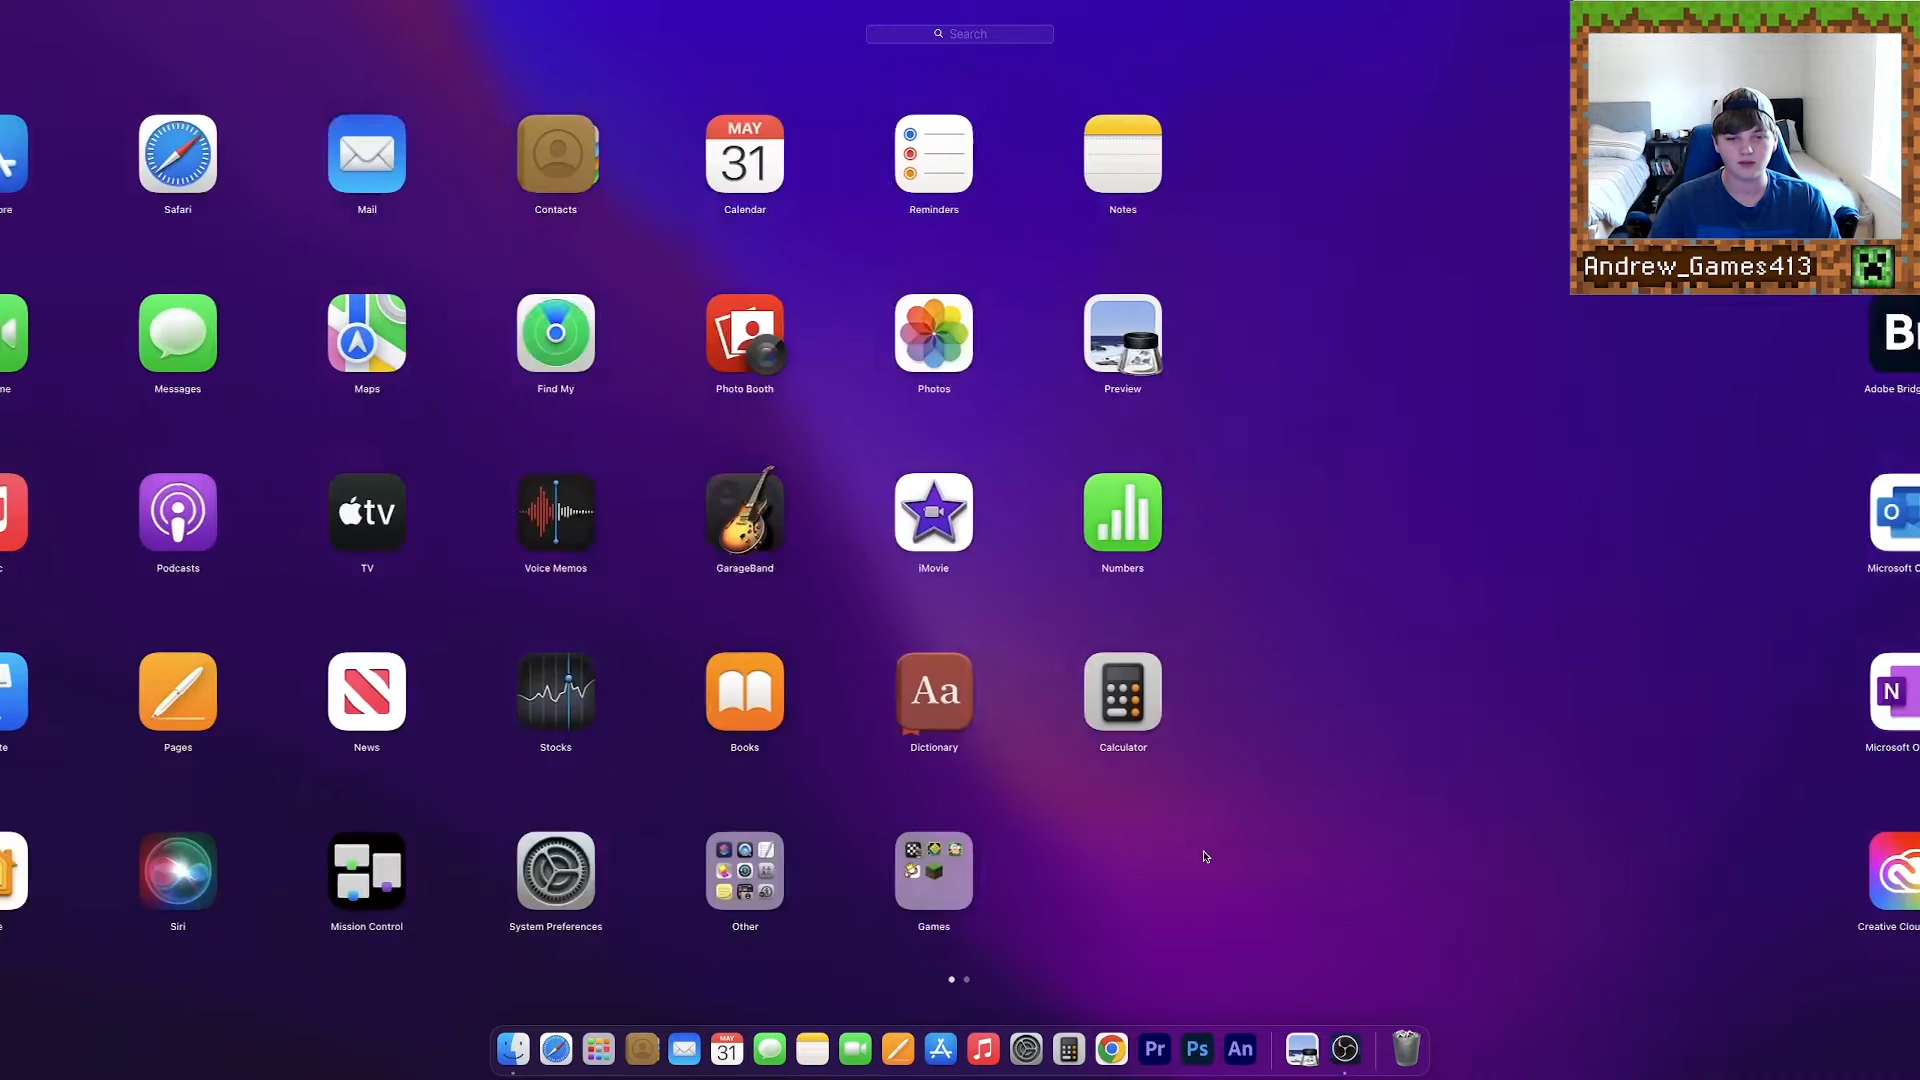 Search
Safari
Mail
Contacts
MAY
31
Calendar
Reminders
Notes
Andrew_Games413
Messages
Maps
Find My
Photo Booth
Photos
Preview
Adobe Bridg
Podcasts
tv
TV
Voice Memos
GarageBand
iMovie
Numbers
O
Microsoft O
Pages
News
Stocks
Books
Aa
Dictionary
Calculator
N
Microsoft O
Siri
Mission Control
System Preferences
Other
Games
Creative Clou
MAY
31
Pr
Ps
An